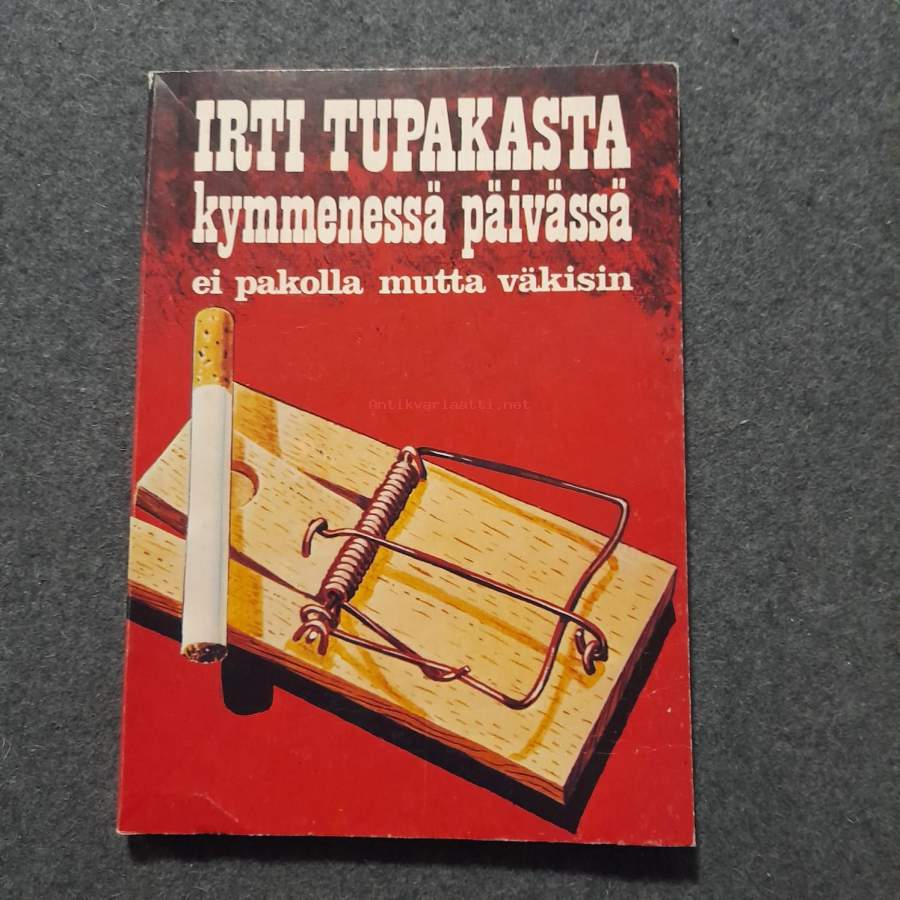 IRTI TUPAKASTA
kymmenessä päivässä
ei pakolla mutta väkisin
Antikvariaatti.net